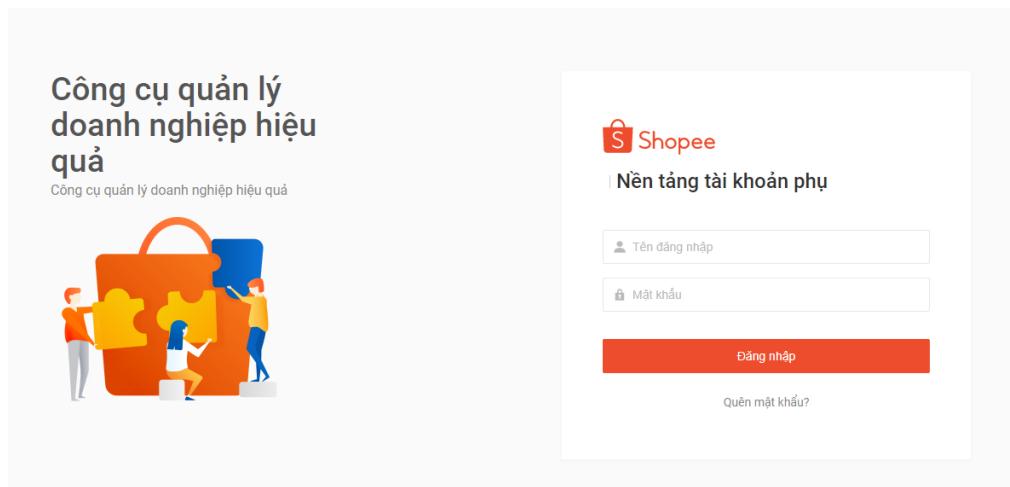 Công cụ quản lý
doanh nghiệp hiệu
quả
Công cụ quản lý doanh nghiệp hiệu quả
S Shopee
Nền tảng tài khoản phụ
Tên đăng nhập
Mật khẩu
Đăng nhập
Quên mật khẩu?